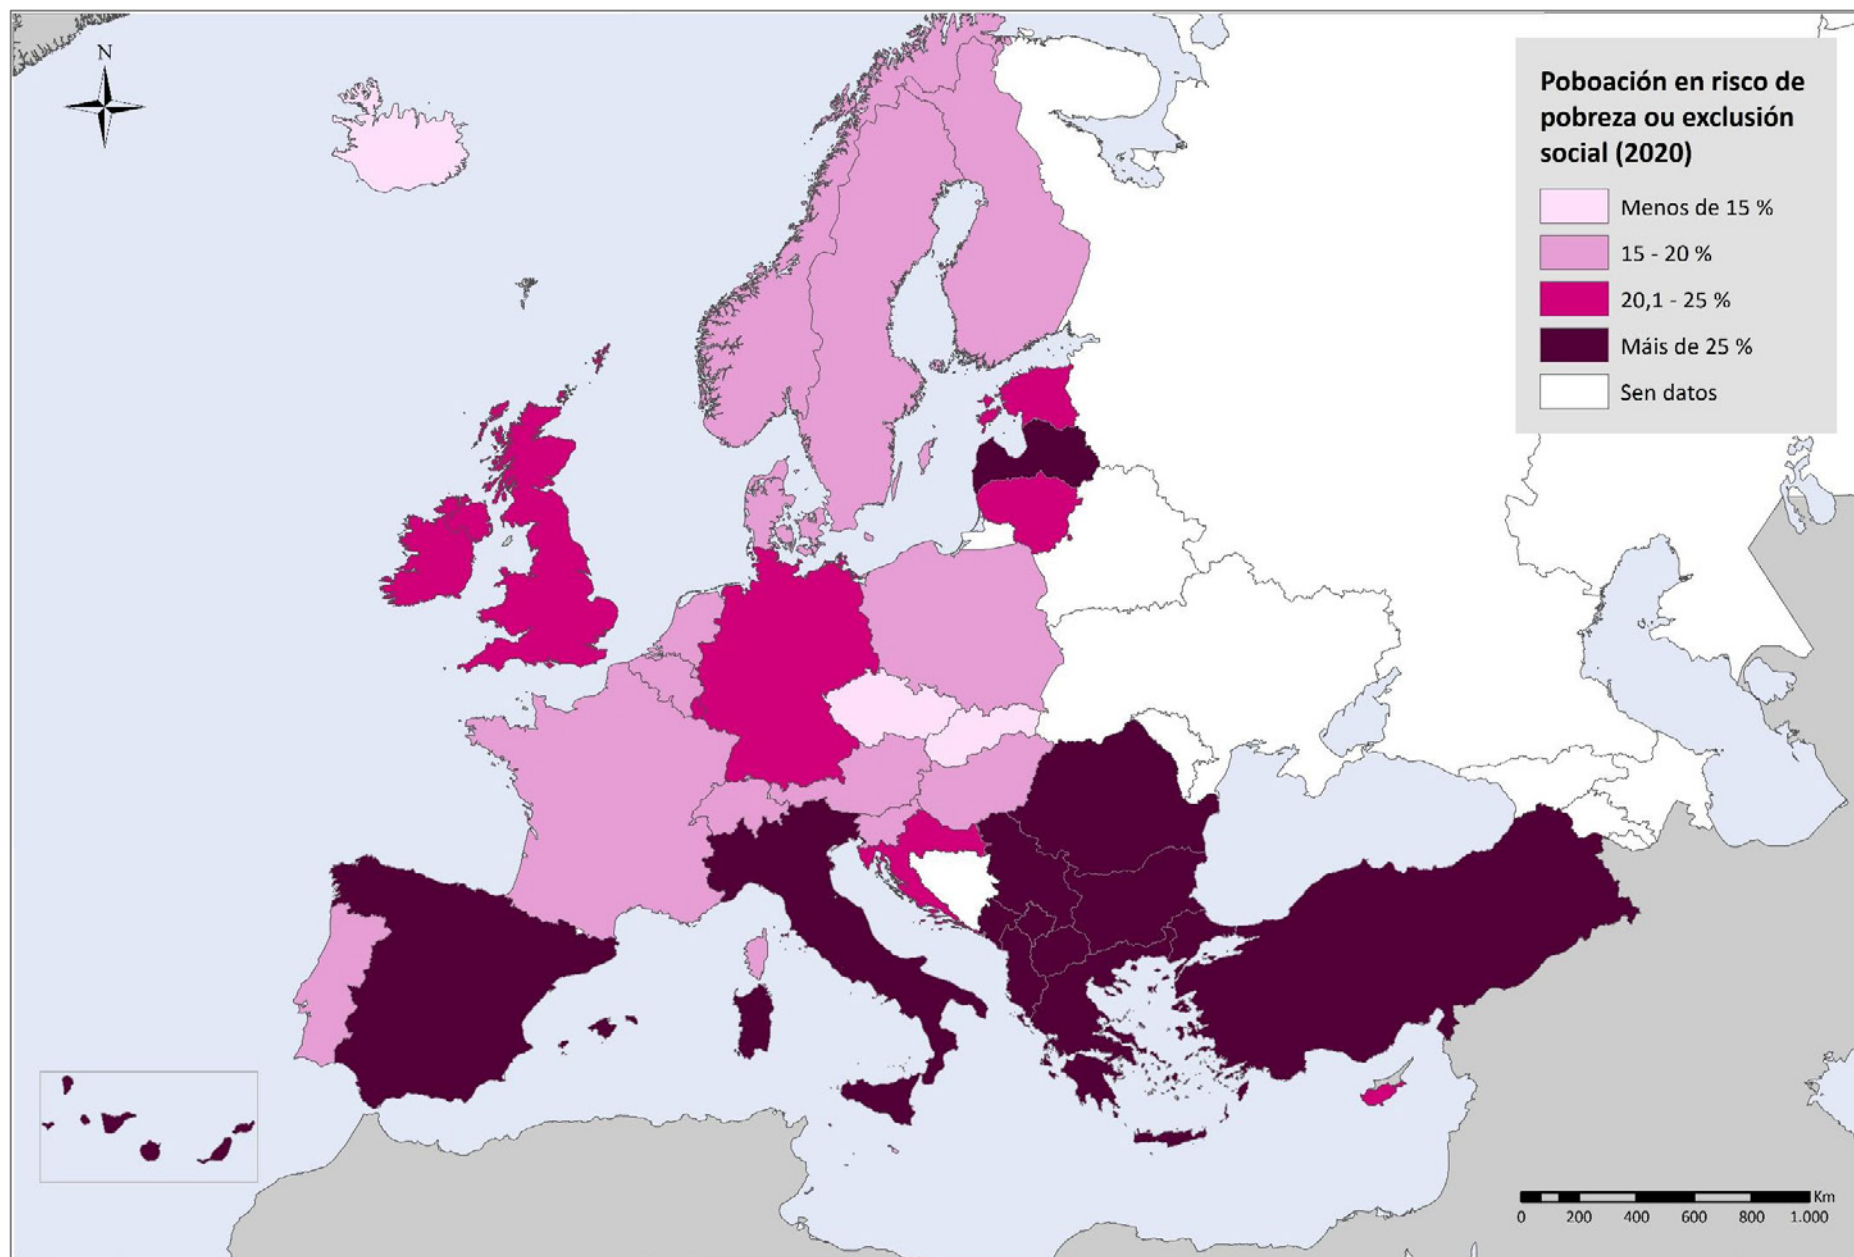 N
Poboación en risco de
pobreza ou exclusión
social (2020)
Menos de 15 %
15 - 20 %
20,1 - 25 %
Máis de 25 %
Sen datos
Km
0 200 400 600 800 1.000